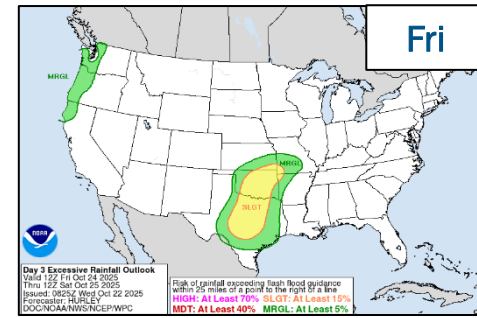 Fri
MRGL
MRGL
SLGT
NOAA
Day 3 Excessive Rainfall Outlook
Valid 12Z Fri Oct 24 2025
Thru 12Z Sat Oct 25 2025
Issued: 0825Z Wed Oct 22 2025
Forecaster: HURLEY
DOC/NOAA/NWS/NCEP/WPC
Risk of rainfall exceeding flash flood guidance
within 25 miles of a point to the right of a line
HIGH: At Least 70% SLGT: At Least 15%
MDT: At Least 40% MRGL: At Least 5%